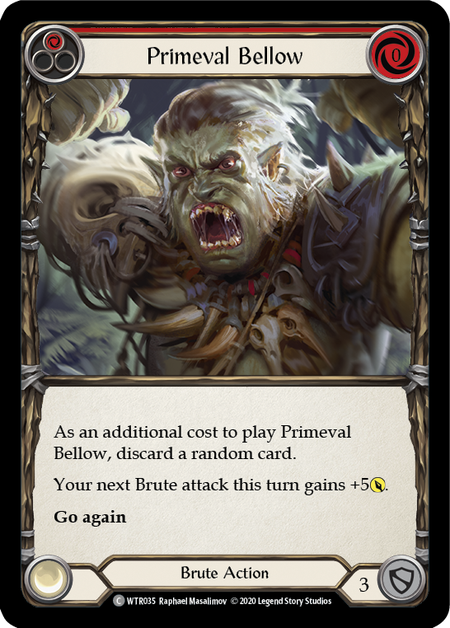 Primeval Bellow
0
As an additional cost to play Primeval
Bellow, discard a random card.
Your next Brute attack this turn gains +5.
Go again
Brute Action
3
C WTR035 Raphael Masalimov © 2020 Legend Story Studios